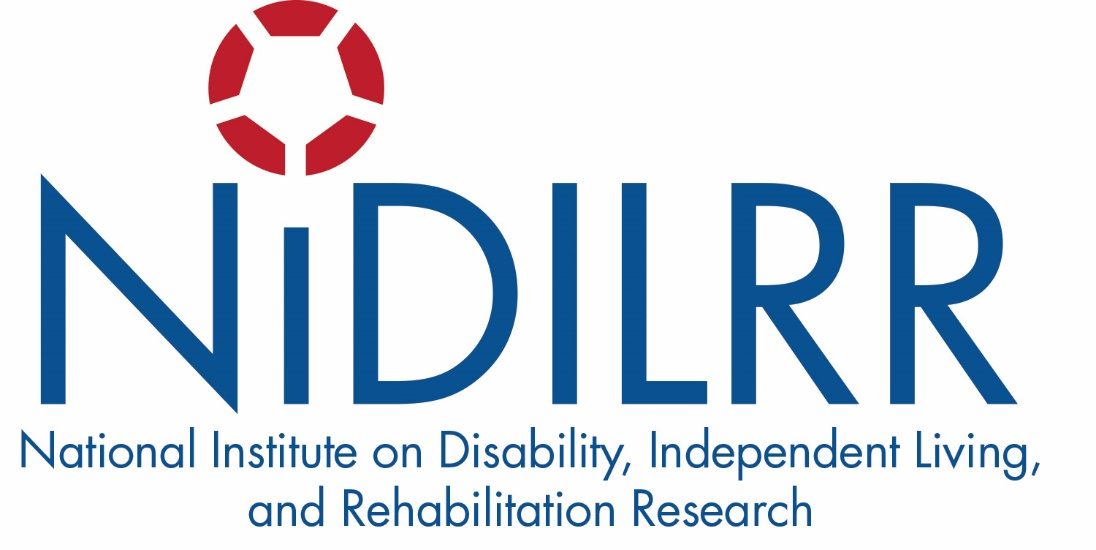 NiDILRR
National Institute on Disability, Independent Living,
and Rehabilitation Research